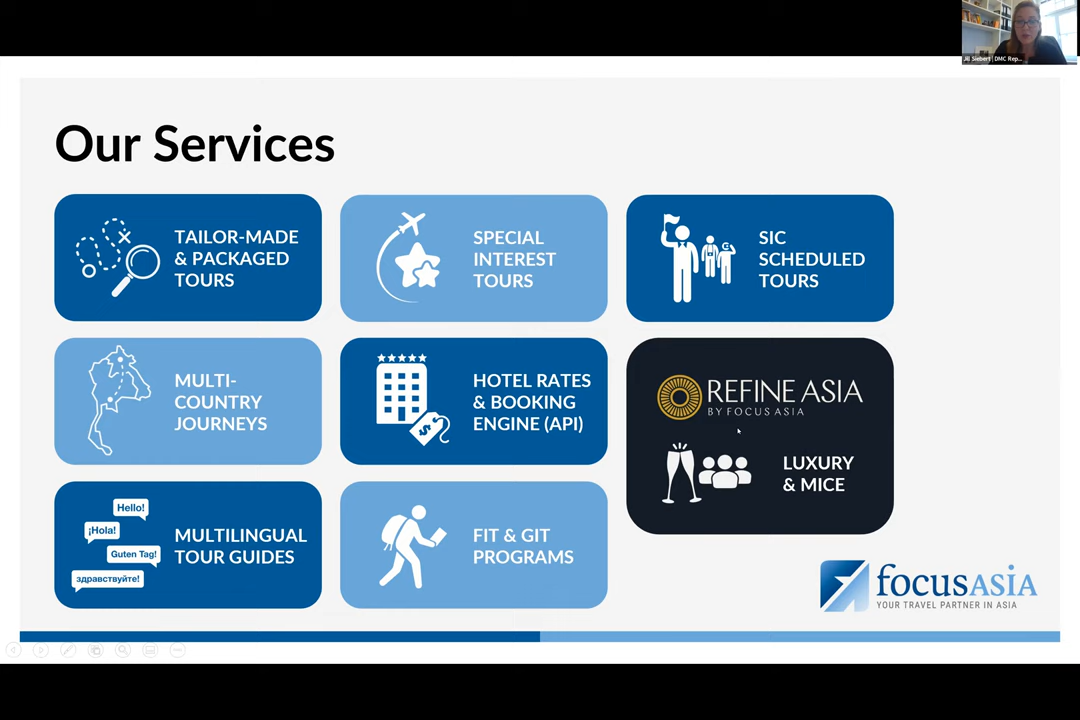 Jill Siebert | DMC Rep...
Our Services
TAILOR-MADE
& PACKAGED
TOURS
SPECIAL
INTEREST
TOURS
SIC
SCHEDULED
TOURS
MULTI-
COUNTRY
JOURNEYS
HOTEL RATES
& BOOKING
ENGINE (API)
REFINE ASIA
BY FOCUS ASIA
LUXURY
& MICE
Hello!
¡Hola!
Guten Tag!
здравствуйте!
MULTILINGUAL
TOUR GUIDES
FIT & GIT
PROGRAMS
focusASIA
YOUR TRAVEL PARTNER IN ASIA